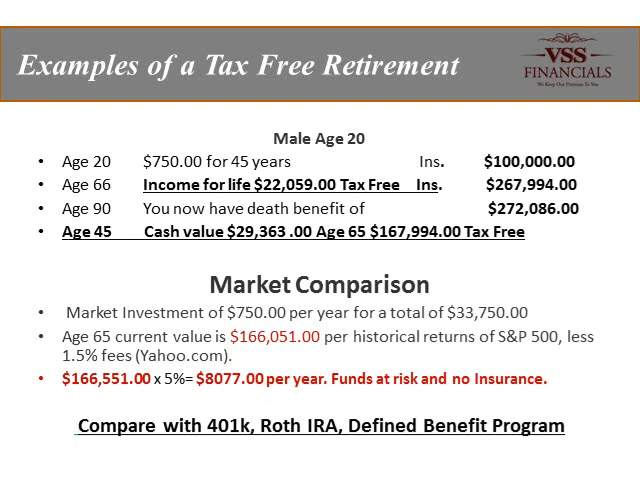 Examples of a Tax Free Retirement
VSS
FINANCIALS
We Keep Our Promises To You
Male Age 20
• Age 20 $750.00 for 45 years Ins. $100,000.00
• Age 66 Income for life $22,059.00 Tax Free Ins. $267,994.00
• Age 90 You now have death benefit of $272,086.00
• Age 45 Cash value $29,363 .00 Age 65 $167,994.00 Tax Free
Market Comparison
• Market Investment of $750.00 per year for a total of $33,750.00
• Age 65 current value is $166,051.00 per historical returns of S&P 500, less
1.5% fees (Yahoo.com).
• $166,551.00 x 5%= $8077.00 per year. Funds at risk and no Insurance.
Compare with 401k, Roth IRA, Defined Benefit Program